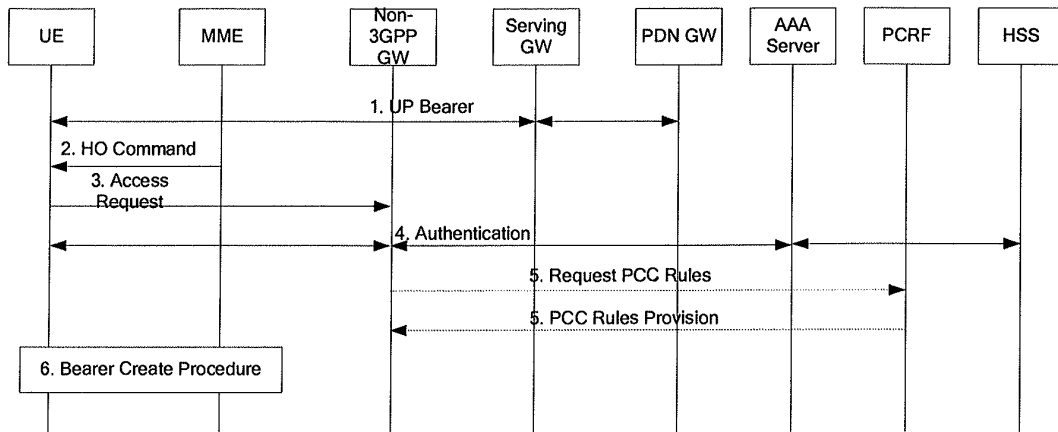 UE
MME
Non-
3GPP
GW
Serving
GW
PDN GW
AAA
Server
PCRF
HSS
1. UP Bearer
2. HO Command
3. Access
Request
4. Authentication
5. Request PCC Rules
5. PCC Rules Provision
6. Bearer Create Procedure